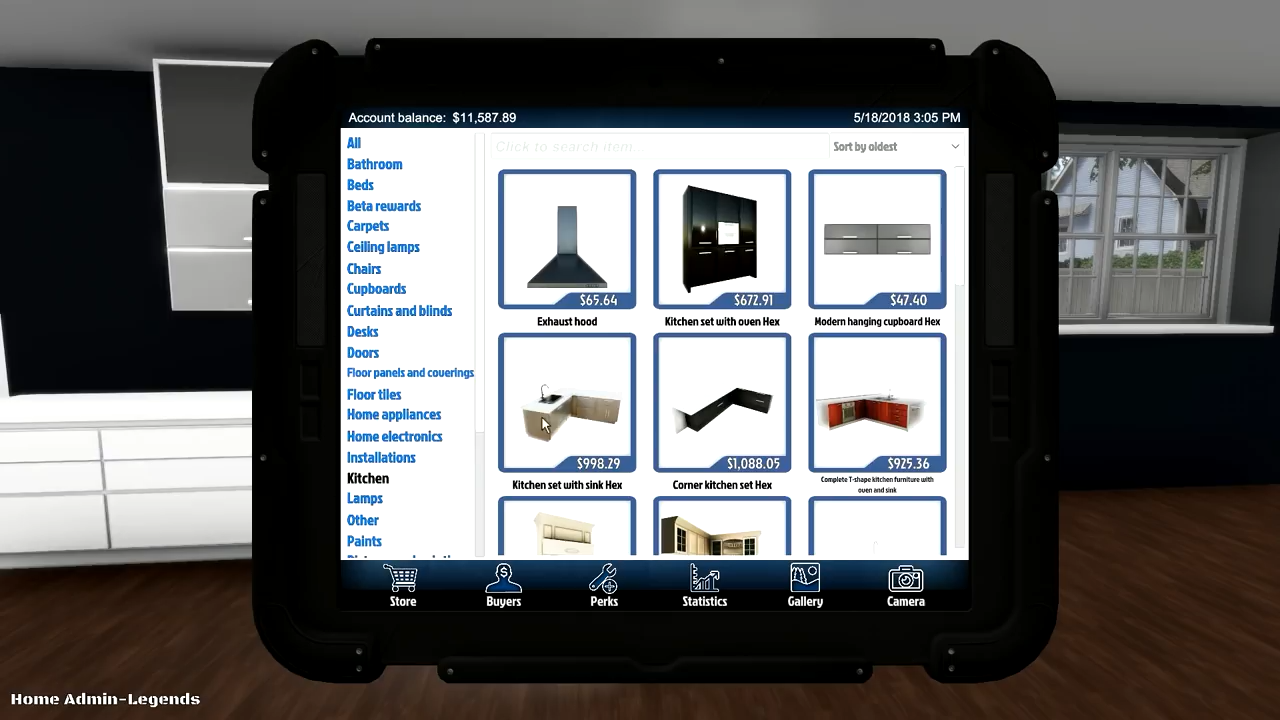 Account balance: $11,587.89
5/18/2018 3:05 PM
All
Bathroom
Beds
Beta rewards
Carpets
Ceiling lamps
Chairs
Cupboards
Curtains and blinds
Desks
Doors
Floor panels and coverings
Floor tiles
Home appliances
Home electronics
Installations
Kitchen
Lamps
Other
Paints
Click to search item...
Sort by oldest
$65.64
$672.91
$47.40
Exhaust hood
Kitchen set with oven Hex
Modern hanging cupboard Hex
$998.29
$1,088.05
$925.36
Kitchen set with sink Hex
Corner kitchen set Hex
Complete T-shape kitchen furniture with
oven and sink
Store
Buyers
Perks
Statistics
Gallery
Camera
Home Admin-Legends